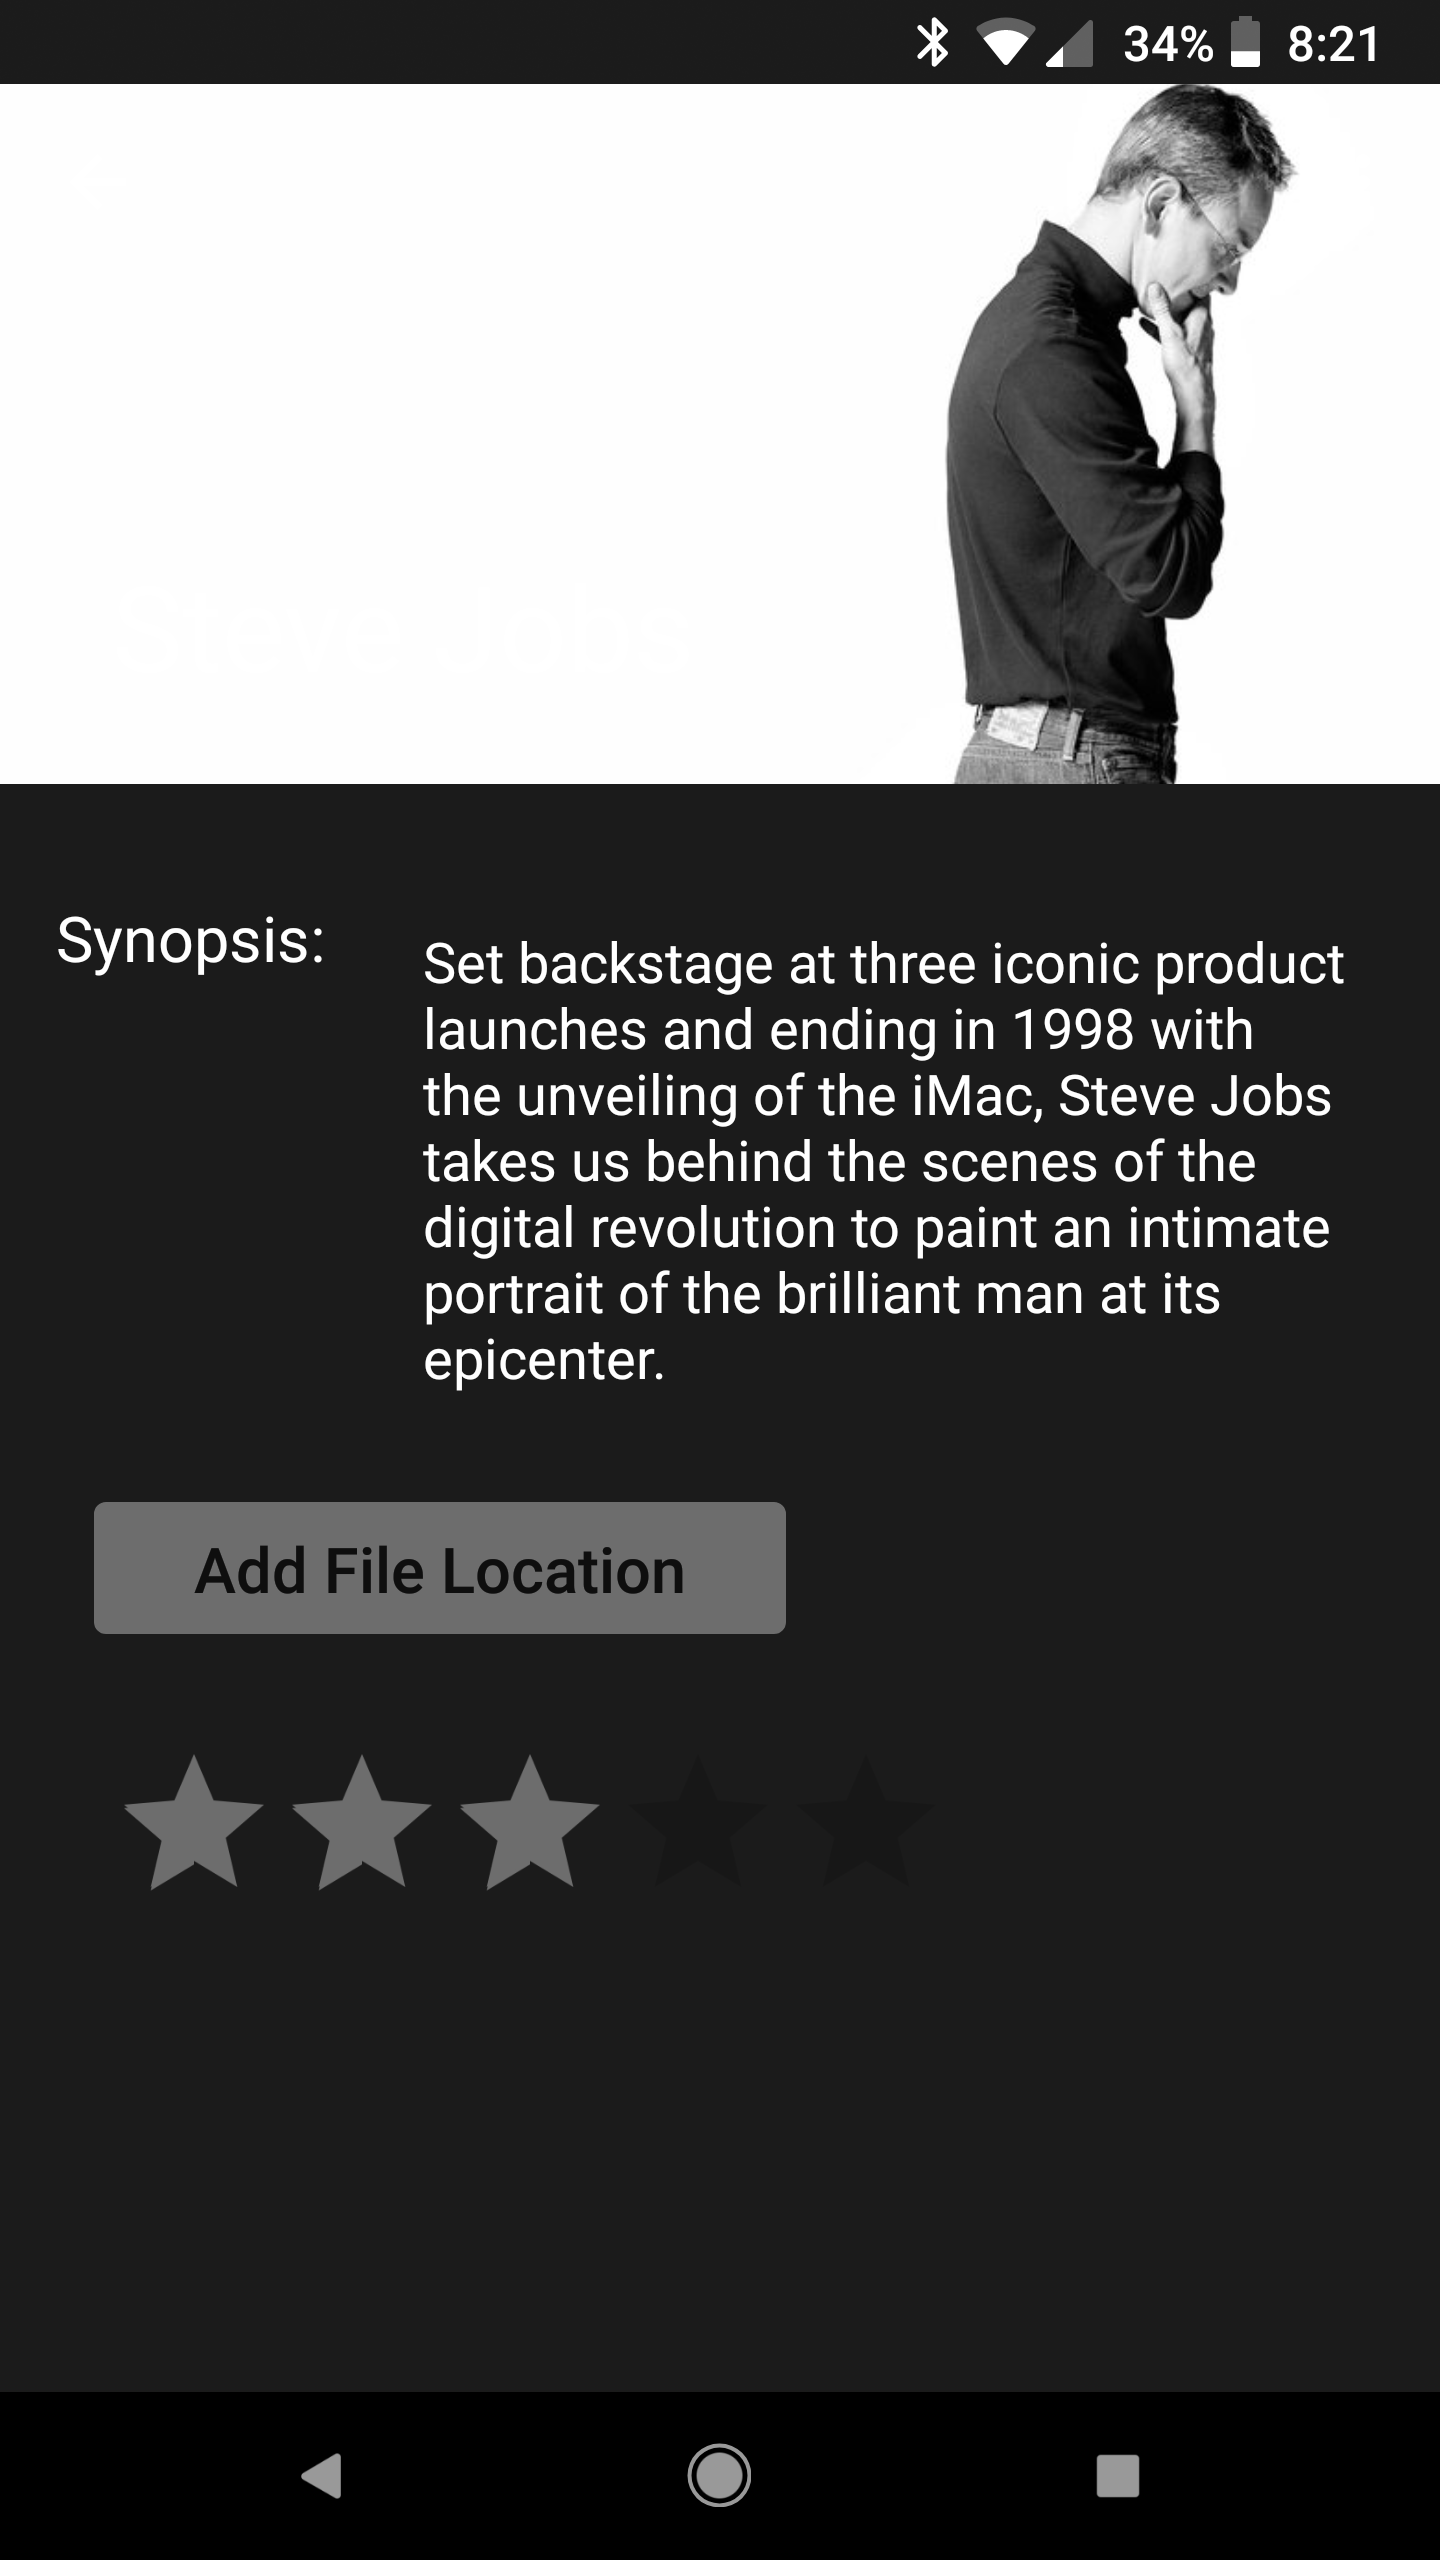 34% 8:21
Steve Jobs
Synopsis:
Set backstage at three iconic product
launches and ending in 1998 with
the unveiling of the iMac, Steve Jobs
takes us behind the scenes of the
digital revolution to paint an intimate
portrait of the brilliant man at its
epicenter.
Add File Location